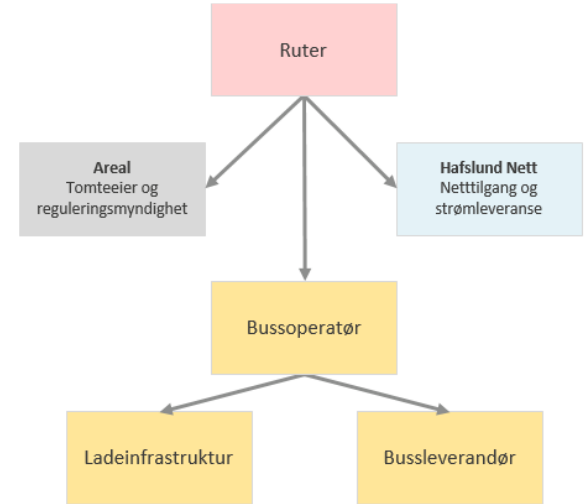 Ruter
Areal
Tomteeier og
reguleringsmyndighet
Hafslund Nett
Netttilgang og
strømleveranse
Bussoperatør
Ladeinfrastruktur
Bussleverandør